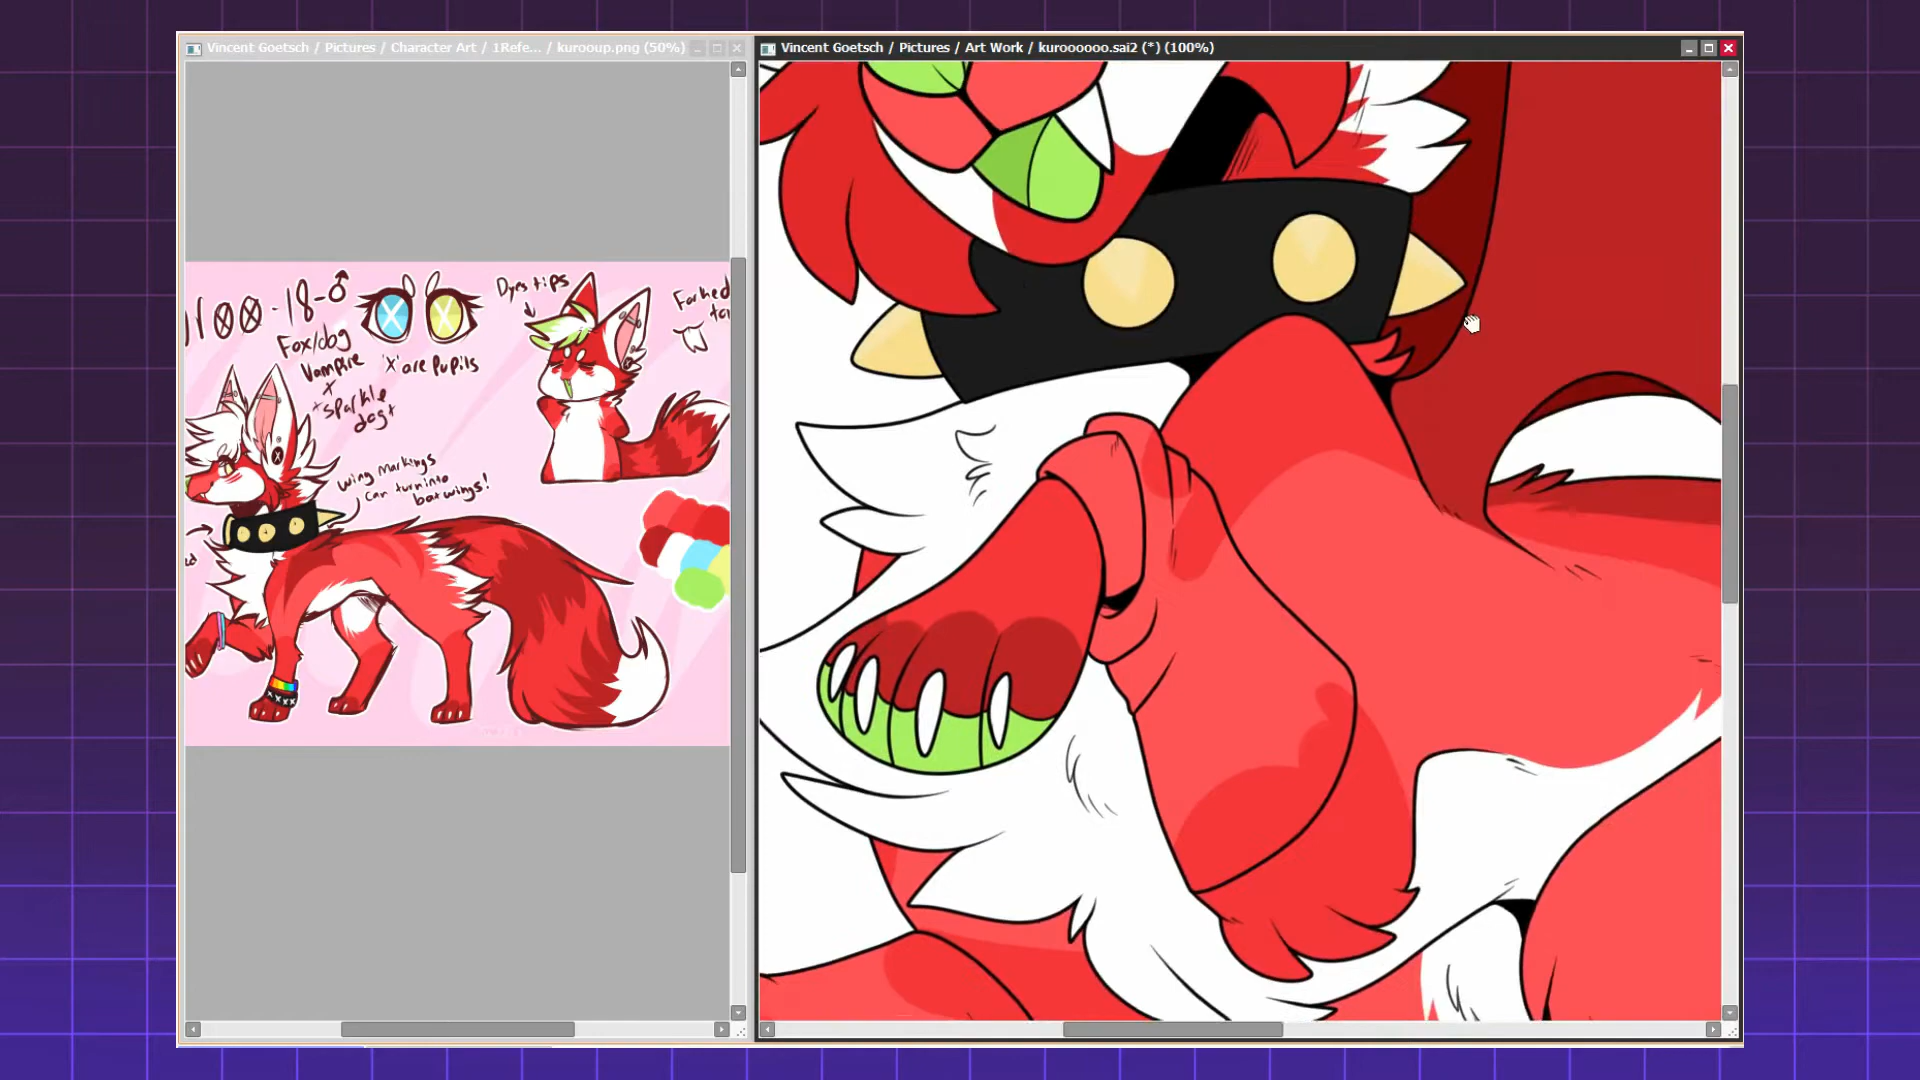 Vincent Goetsch / Pictures / Character Art / 1Refe... / kurooup.png (50%)
Vincent Goetsch / Pictures / Art Work / kuroooooo.sai2 (*) (100%)
-18-♂
Dyes tips
Forked
Fox/dog
Vampire
+
+sparkle
dog+
'X' are pupils
wing markings
can turn into
bat wings!